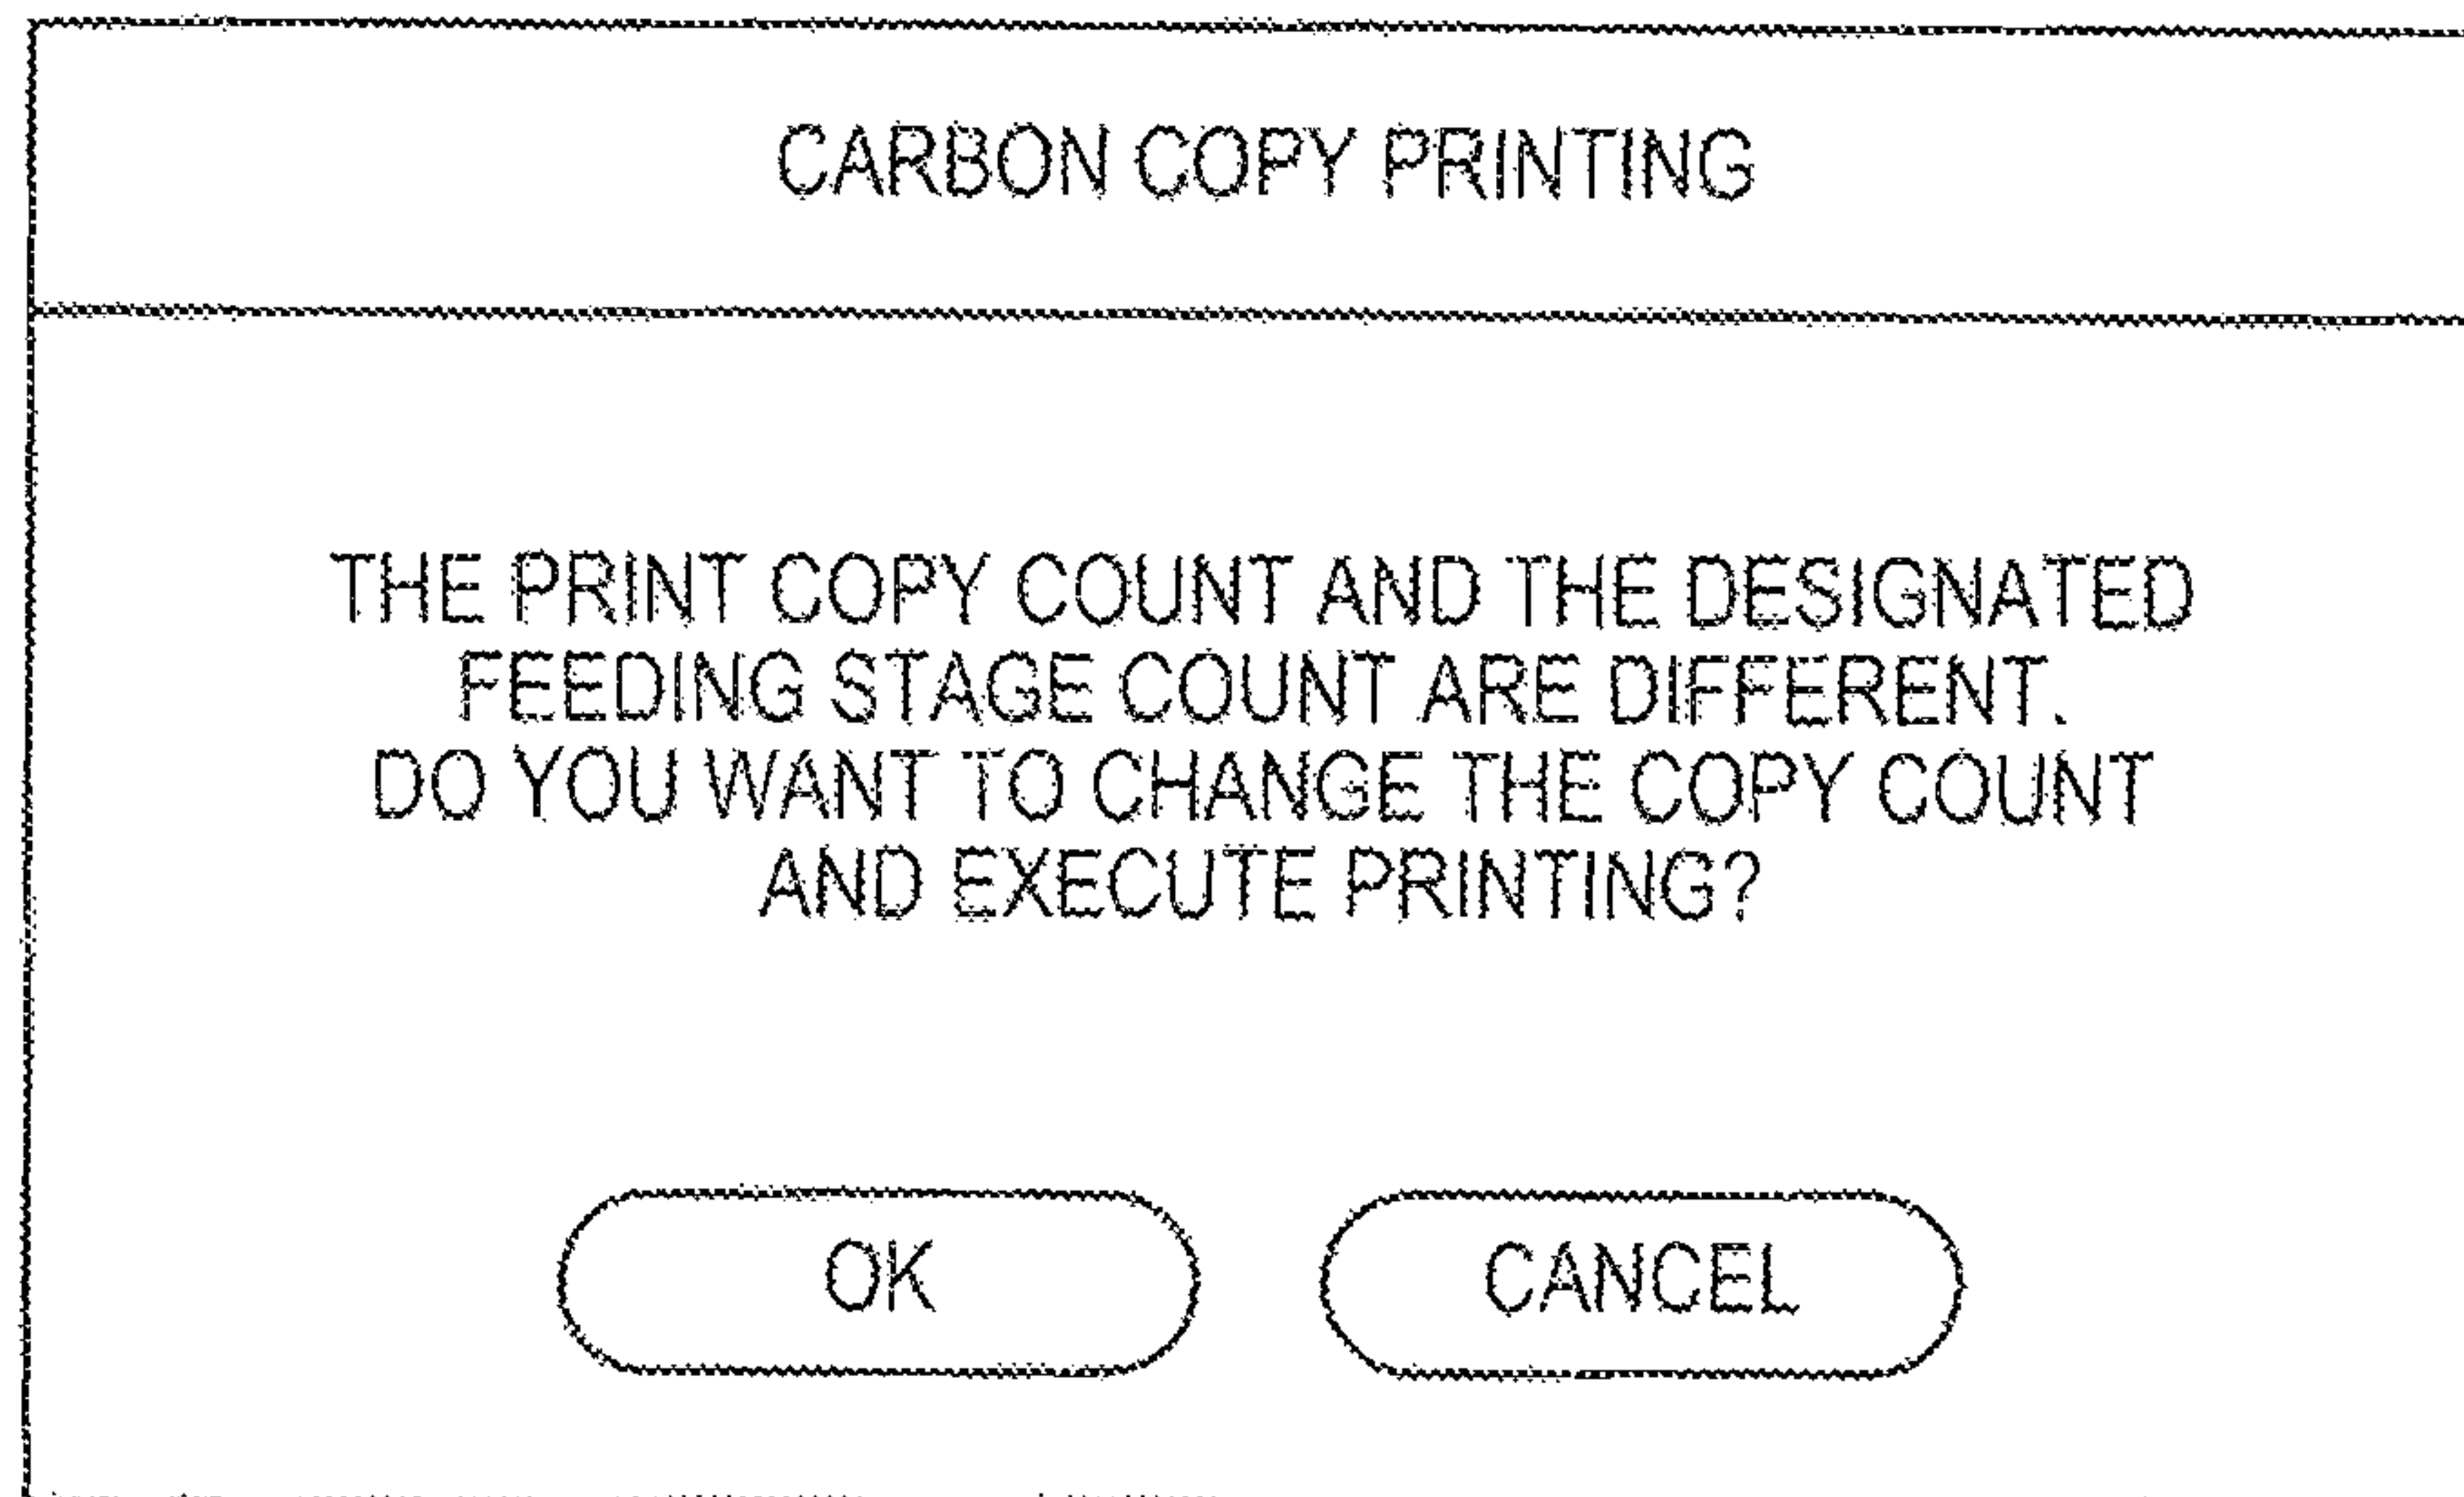 CARBON COPY PRINTING
THE PRINT COPY COUNT AND THE DESIGNATED
FEEDING STAGE COUNT ARE DIFFERENT.
DO YOU WANT TO CHANGE THE COPY COUNT
AND EXECUTE PRINTING?
OK
CANCEL